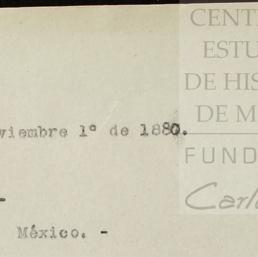 CENT
ESTU
DE HIS
DE M
viembre 1º de 1880.
FUND
Carl
-
México. -